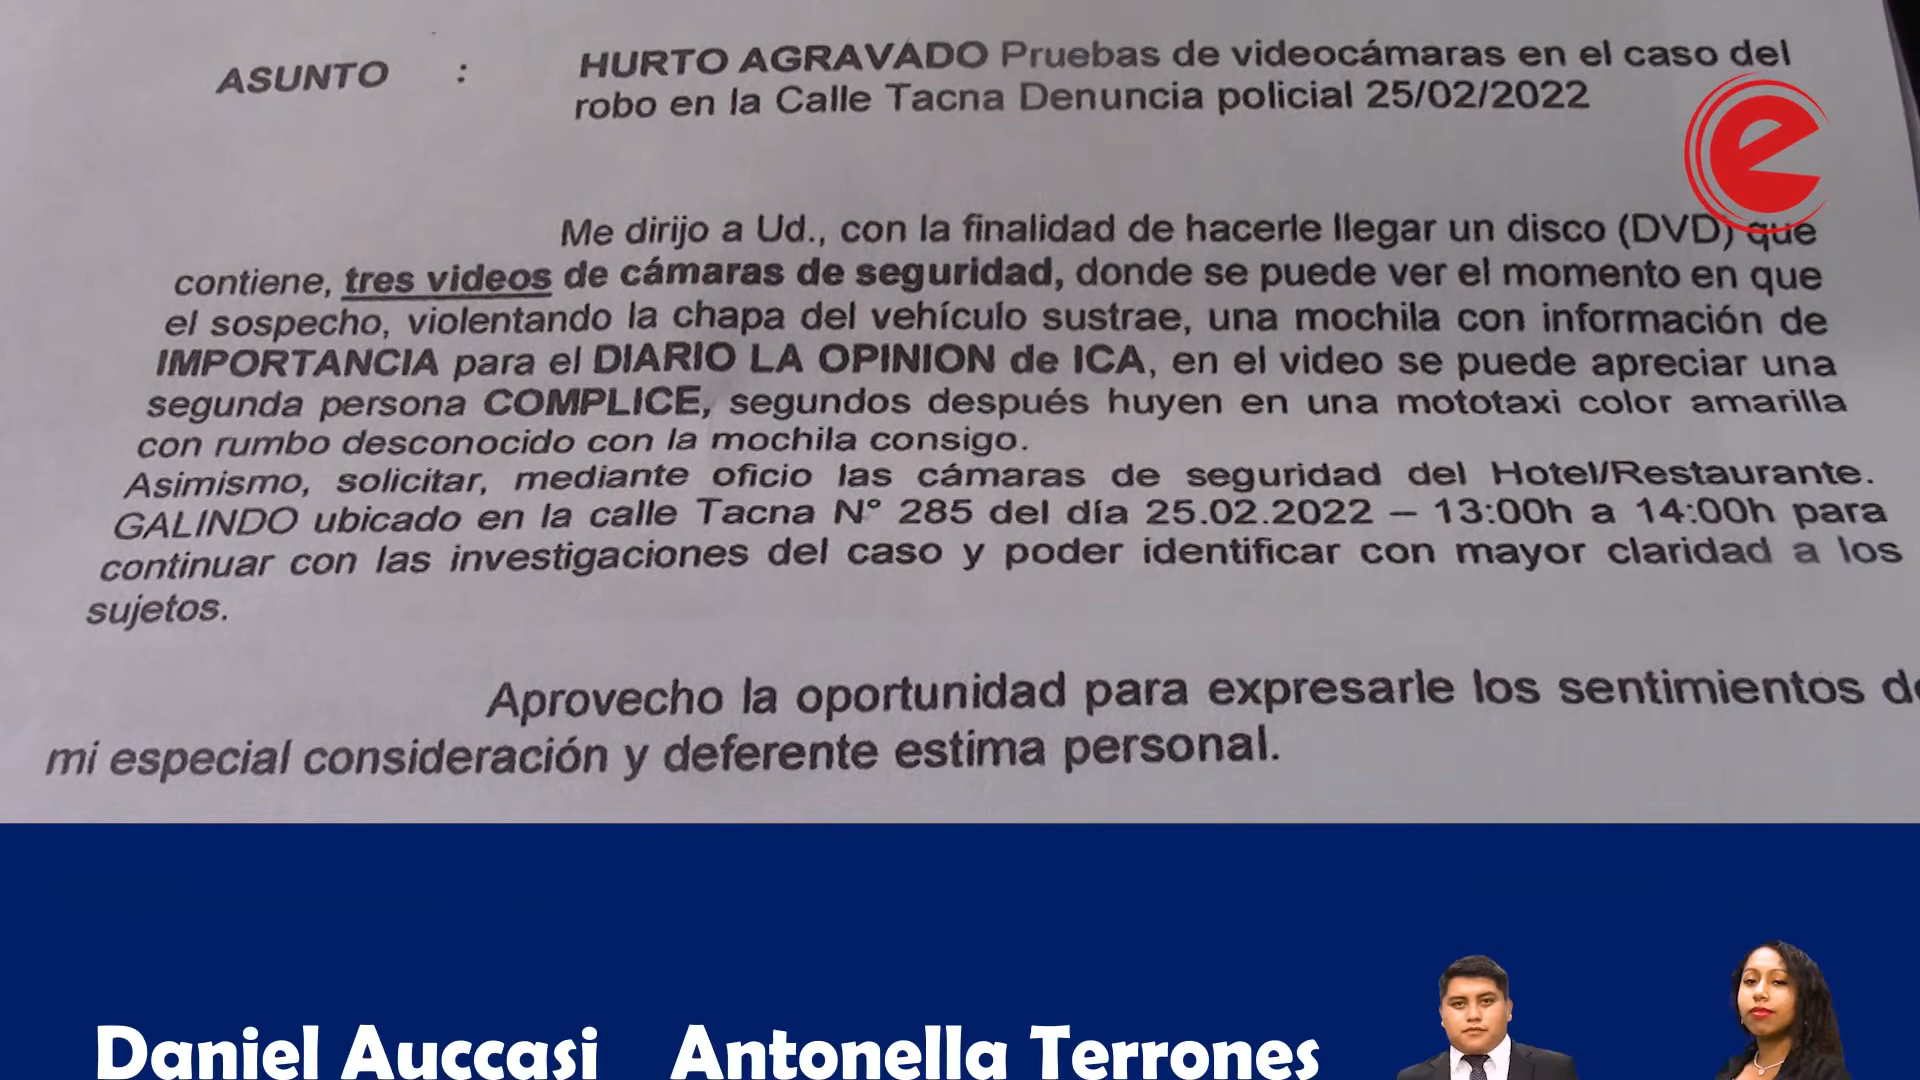 ASUNTO : HURTO AGRAVADO Pruebas de videocámaras en el caso del
robo en la Calle Tacna Denuncia policial 25/02/2022
e
Me dirijo a Ud., con la finalidad de hacerle llegar un disco (DVD) que
contiene, tres videos de cámaras de seguridad, donde se puede ver el momento en que
el sospecho, violentando la chapa del vehículo sustrae, una mochila con información de
IMPORTANCIA para el DIARIO LA OPINION de ICA, en el video se puede apreciar una
segunda persona COMPLICE, segundos después huyen en una mototaxi color amarilla
con rumbo desconocido con la mochila consigo.
Asimismo, solicitar, mediante oficio las cámaras de seguridad del Hotel/Restaurante.
GALINDO ubicado en la calle Tacna N° 285 del día 25.02.2022 – 13:00h a 14:00h para
continuar con las investigaciones del caso y poder identificar con mayor claridad a los
sujetos.
Aprovecho la oportunidad para expresarle los sentimientos de
mi especial consideración y deferente estima personal.
Daniel Auccasi Antonella Terrones